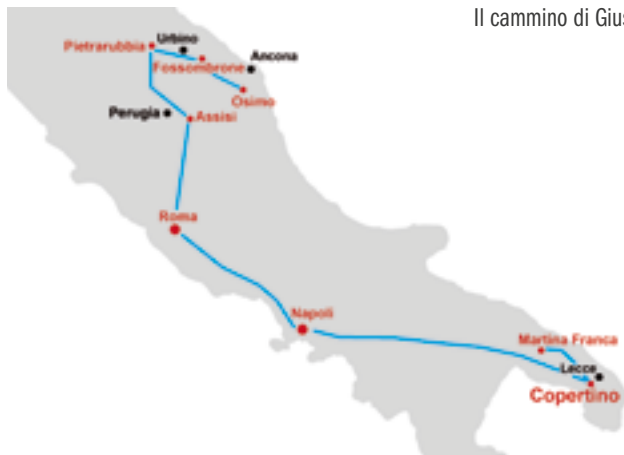 Il cammino di Gius
Urbino
Pietrarubbia
Ancona
Fossombrone
Osimo
Perugia
Assisi
Roma
Napoli
Martina Franca
Lecce
Copertino